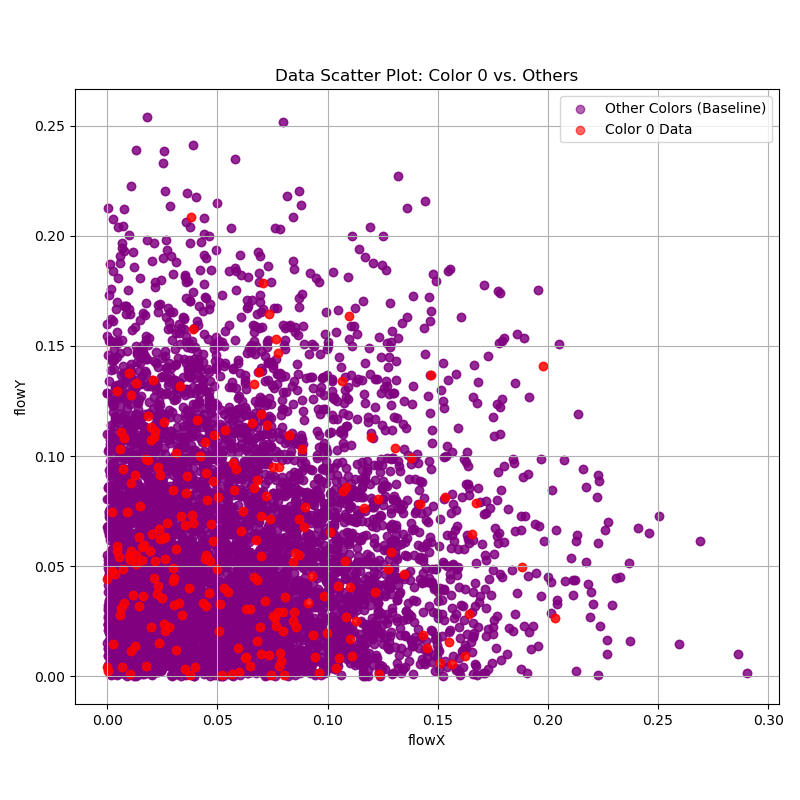 Data Scatter Plot: Color 0 vs. Others
Other Colors (Baseline)
Color 0 Data
flowY
0.25
0.20
0.15
0.10
0.05
0.00
0.00 0.05 0.10 0.15 0.20 0.25 0.30
flowX